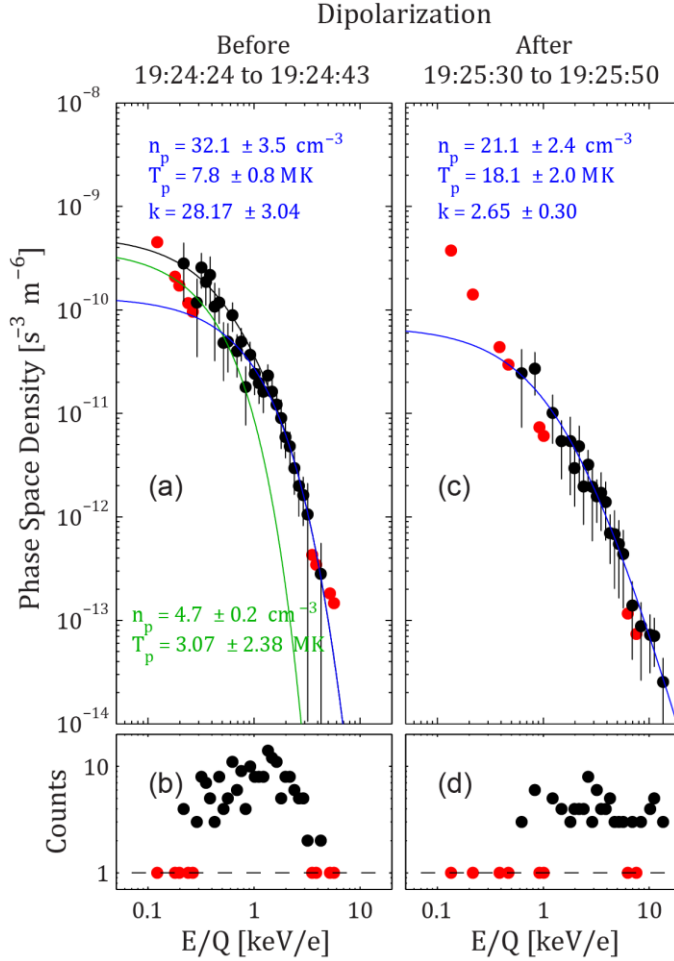 Dipolarization
Before
19:24:24 to 19:24:43
After
19:25:30 to 19:25:50
Phase Space Density [s⁻³ m⁻⁶]
10⁻⁸
10⁻⁹
10⁻¹⁰
10⁻¹¹
10⁻¹²
10⁻¹³
10⁻¹⁴
n_p = 32.1 ± 3.5 cm⁻³
T_p = 7.8 ± 0.8 MK
k = 28.17 ± 3.04
(a)
n_p = 4.7 ± 0.2 cm⁻³
T_p = 3.07 ± 2.38 MK
n_p = 21.1 ± 2.4 cm⁻³
T_p = 18.1 ± 2.0 MK
k = 2.65 ± 0.30
(c)
Counts
10
1
(b)
(d)
0.1 1 10
E/Q [keV/e]
0.1 1 10
E/Q [keV/e]